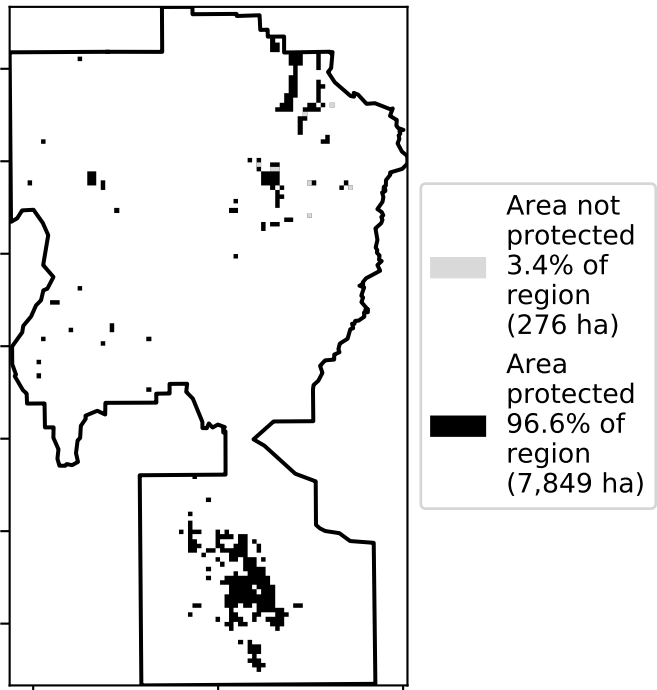 Area not
protected
3.4% of
region
(276 ha)
Area
protected
96.6% of
region
(7,849 ha)